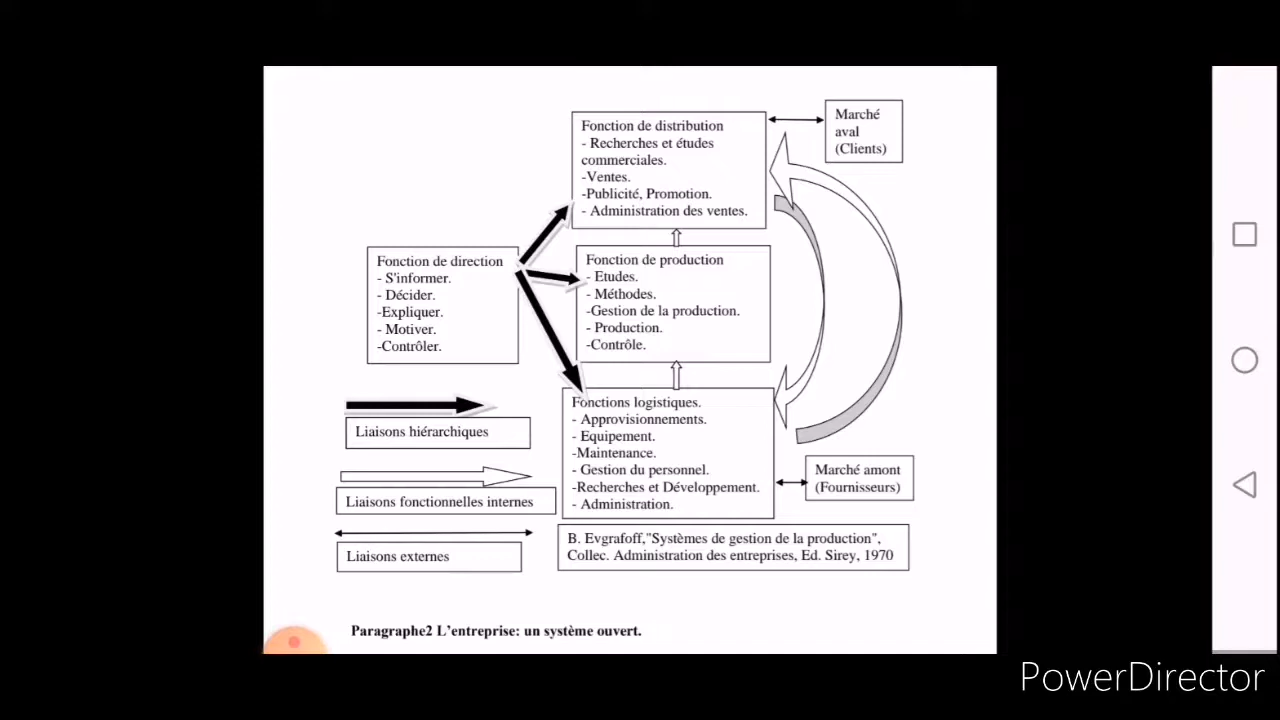 Fonction de distribution
- Recherches et études
commerciales.
-Ventes.
-Publicité, Promotion.
- Administration des ventes.
Marché
aval
(Clients)
Fonction de direction
- S'informer.
- Décider.
-Expliquer.
- Motiver.
-Contrôler.
Fonction de production
- Etudes.
- Méthodes.
-Gestion de la production.
- Production.
-Contrôle.
Fonctions logistiques.
- Approvisionnements.
- Equipement.
-Maintenance.
- Gestion du personnel.
-Recherches et Développement.
- Administration.
Marché amont
(Fournisseurs)
Liaisons hiérarchiques
Liaisons fonctionnelles internes
Liaisons externes
B. Evgrafoff,"Systèmes de gestion de la production",
Collec. Administration des entreprises, Ed. Sirey, 1970
Paragraphe2 L'entreprise: un système ouvert.
PowerDirector